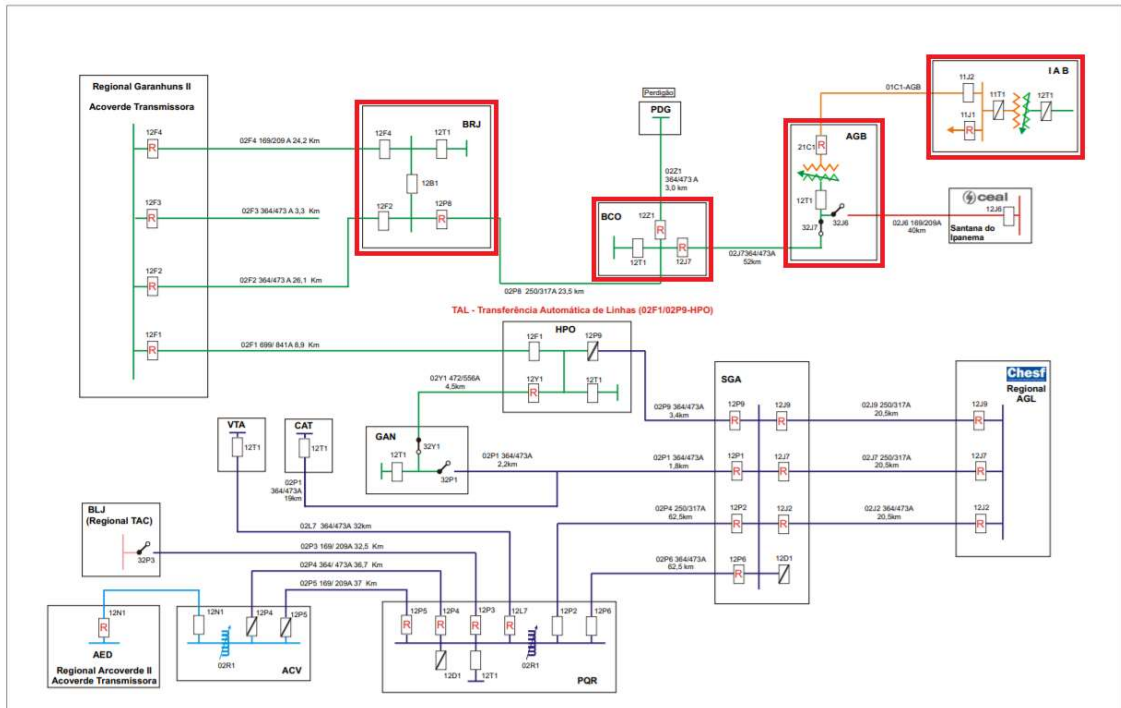 Regional Garanhuns II
Acoverde Transmissora
12F4
R
02F4 169/209 A 24,2 Km
12F3
R
02F3 364/473 A 3,3 Km
12F2
R
02F2 364/473 A 26,1 Km
12F1
R
02F1 699/ 841A 8,9 Km
BRJ
12F4
12T1
12B1
12F2
12P8
R
02P8 250/317A 23,5 km
Perdigão
PDG
02Z1
364/473 A
3,0 km
BCO
12Z1
R
12T1
12J7
R
02J7364/473A
52km
AGB
21C1
R
12T1
32J7
32J6
01C1-AGB
I A B
11J2
11T1
12T1
11J1
R
02J6 169/209A
40km
ceal
12J6
Santana do
Ipanema
TAL - Transferência Automática de Linhas (02F1/02P9-HPO)
HPO
12F1
12P9
12Y1
R
12T1
02Y1 472/556A
4,5km
GAN
12T1
32Y1
32P1
02P1 364/473A
2,2km
02P9 364/473A
3,4km
02P1 364/473A
1,8km
02P4 250/317A
62,5km
02P6 364/473A
62,5 km
SGA
12P9
R
12J9
R
12P1
R
12J7
R
12P2
R
12J2
R
12P6
R
12D1
02J9 250/317A
20,5km
02J7 250/317A
20,5km
02J2 364/473A
20,5km
Chesf
Regional
AGL
12J9
R
12J7
R
12J2
R
VTA
12T1
CAT
12T1
02P1
364/473A
19km
BLJ
(Regional TAC)
32P3
02L7 364/473A 32km
02P3 169/ 209A 32,5 Km
02P4 364/ 473A 36,7 Km
02P5 169/ 209A 37 Km
12N1
R
AED
Regional Arcoverde II
Acoverde Transmissora
12N1
12P4
12P5
02R1
ACV
12P5
R
12P4
R
12P3
R
12L7
R
12P2
12P6
02R1
12D1
12T1
PQR